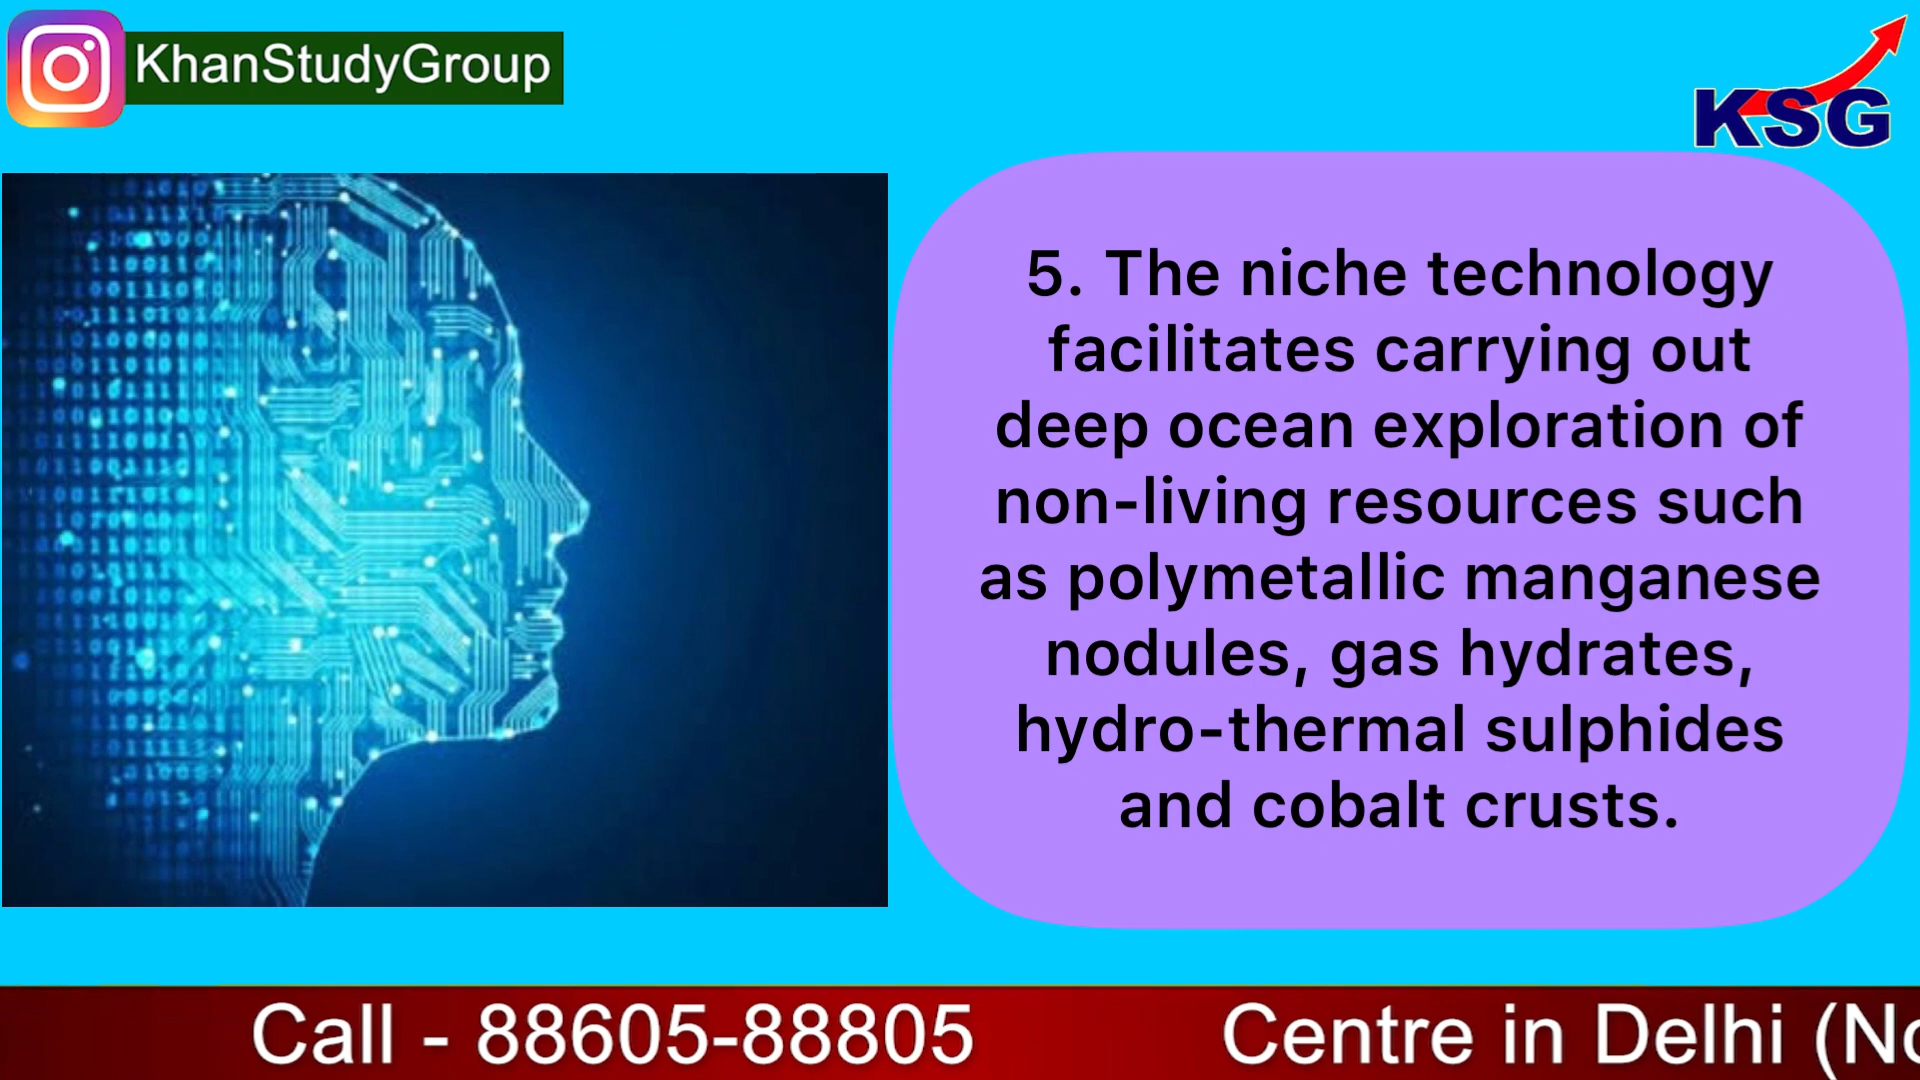 KhanStudyGroup
KSG
5. The niche technology
facilitates carrying out
deep ocean exploration of
non-living resources such
as polymetallic manganese
nodules, gas hydrates,
hydro-thermal sulphides
and cobalt crusts.
Call - 88605-88805
Centre in Delhi (No